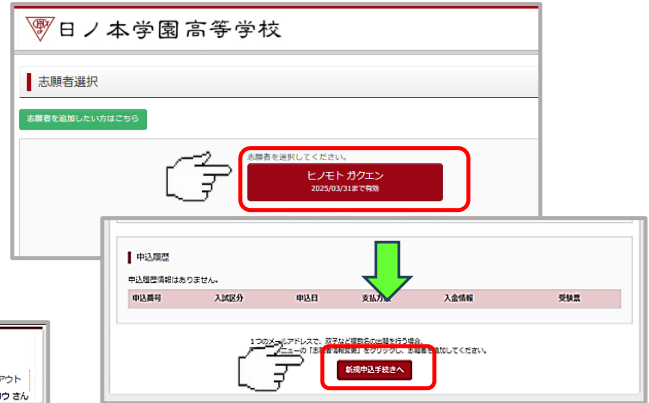 日ノ本学園高等学校
志願者選択
志願者を追加したい方はこちら
志願者を選択してください。
ヒノモト ガクエン
2025/03/31まで有効
申込履歴
申込履歴情報はありません。
申込番号 入試区分 申込日 支払方法 入金情報 受験票
1つのメールアドレスで、双子など複数名の出願を行う場合、
メニューの「志願者情報変更」をクリックし、志願者を追加してください。
新規申込手続きへ
アウト
ウ さん